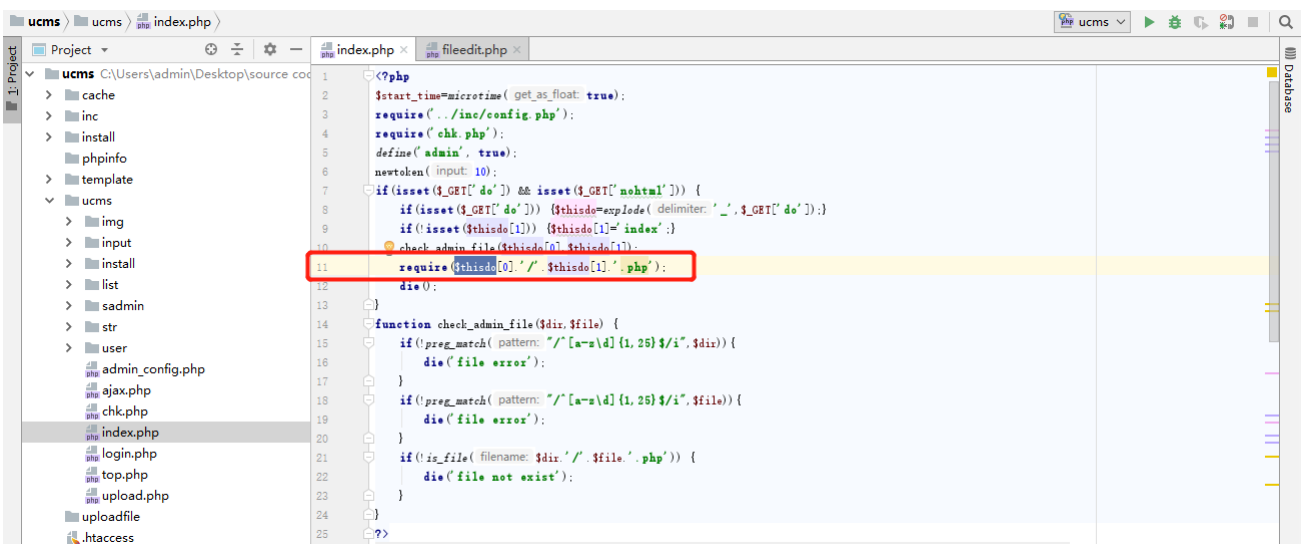 ucms ucms index.php ucms
1: Project Project index.php fileedit.php Database
ucms C:\Users\admin\Desktop\source cod
cache
inc
install
phpinfo
template
ucms
img
input
install
list
sadmin
str
user
admin_config.php
ajax.php
chk.php
index.php
login.php
top.php
upload.php
uploadfile
.htaccess
1 <?php
2 $start_time=microtime( get_as_float: true);
3 require('../inc/config.php');
4 require('chk.php');
5 define('admin', true);
6 newtoken( input: 10);
7 if(isset($_GET['do']) && isset($_GET['nohtml'])) {
8 if(isset($_GET['do'])) {$thisdo=explode( delimiter: '_',$_GET['do']);}
9 if(!isset($thisdo[1])) {$thisdo[1]='index';}
10 check_admin_file($thisdo[0],$thisdo[1]);
11 require($thisdo[0].'/'.$thisdo[1].'.php');
12 die();
13 }
14 function check_admin_file($dir,$file) {
15 if(!preg_match( pattern: "/^[a-z\d]{1,25}$/i",$dir)){
16 die('file error');
17 }
18 if(!preg_match( pattern: "/^[a-z\d]{1,25}$/i",$file)){
19 die('file error');
20 }
21 if(!is_file( filename: $dir.'/'.$file.'.php')) {
22 die('file not exist');
23 }
24 }
25 ?>